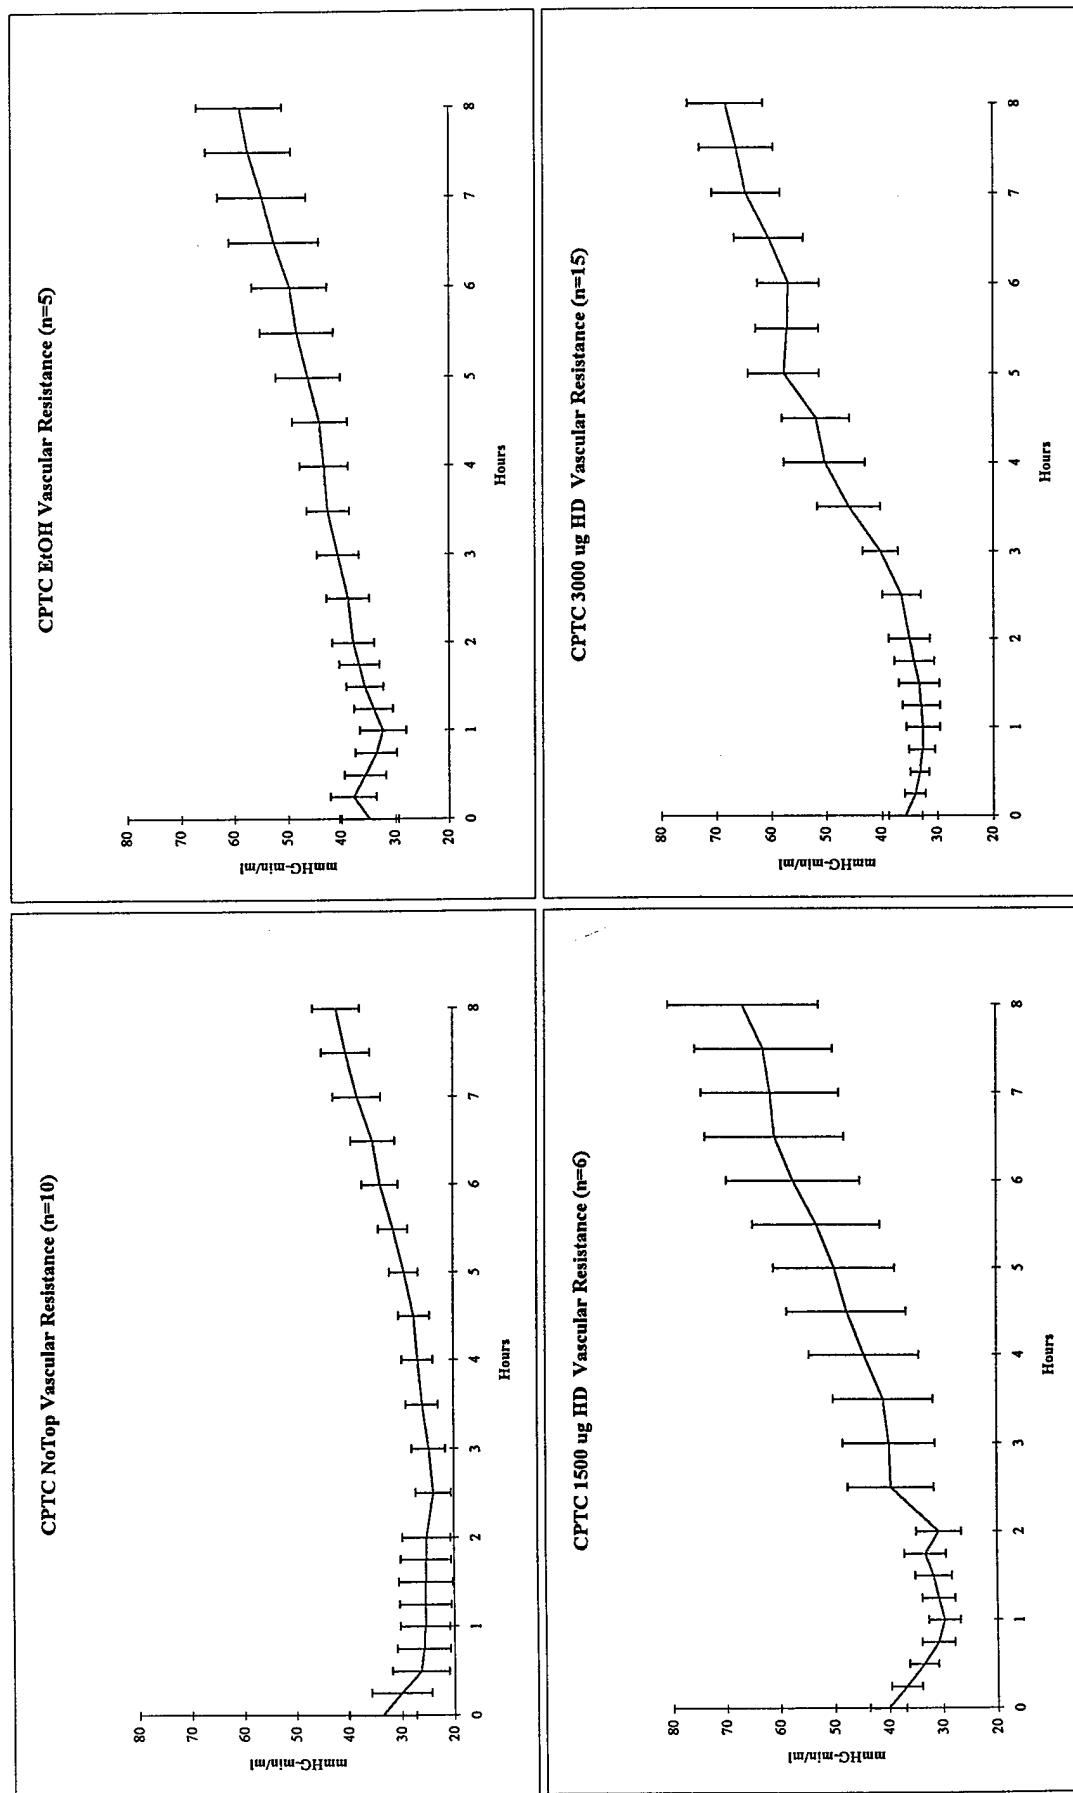 CPTC NoTop Vascular Resistance (n=10)
mmHG-min/ml
80
70
60
50
40
30
20
0 1 2 3 4 5 6 7 8
Hours
CPTC EtOH Vascular Resistance (n=5)
mmHG-min/ml
80
70
60
50
40
30
20
0 1 2 3 4 5 6 7 8
Hours
CPTC 1500 ug HD Vascular Resistance (n=6)
mmHG-min/ml
80
70
60
50
40
30
20
0 1 2 3 4 5 6 7 8
Hours
CPTC 3000 ug HD Vascular Resistance (n=15)
mmHG-min/ml
80
70
60
50
40
30
20
0 1 2 3 4 5 6 7 8
Hours